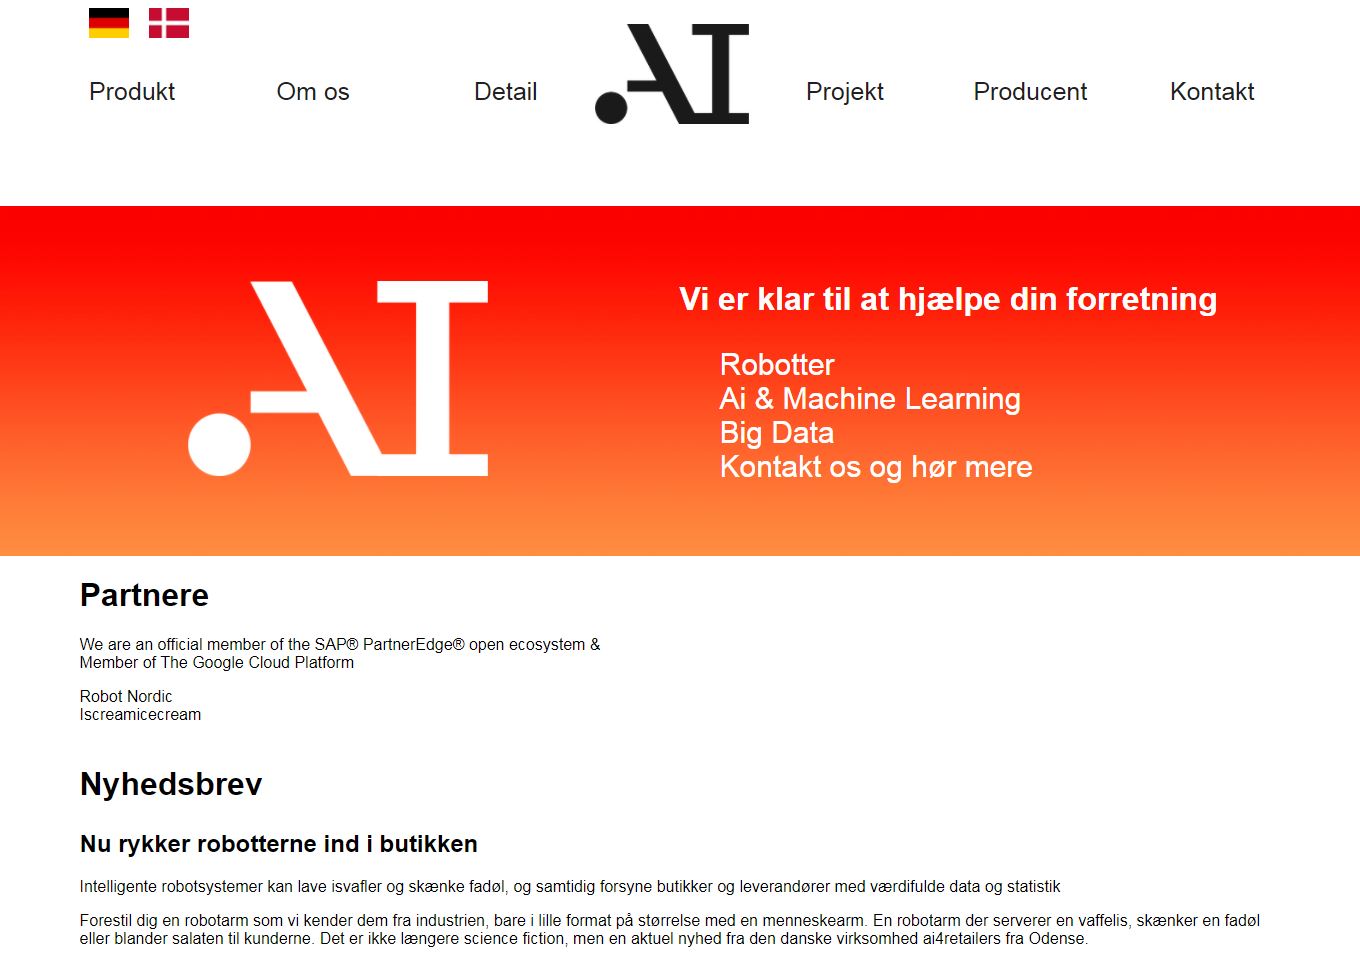 Produkt Om os Detail AI Projekt Producent Kontakt
AI
Vi er klar til at hjælpe din forretning
Robotter
Ai & Machine Learning
Big Data
Kontakt os og hør mere
Partnere
We are an official member of the SAP® PartnerEdge® open ecosystem &
Member of The Google Cloud Platform
Robot Nordic
Iscreamicecream
Nyhedsbrev
Nu rykker robotterne ind i butikken
Intelligente robotsystemer kan lave isvafler og skænke fadøl, og samtidig forsyne butikker og leverandører med værdifulde data og statistik
Forestil dig en robotarm som vi kender dem fra industrien, bare i lille format på størrelse med en menneskearm. En robotarm der serverer en vaffelis, skænker en fadøl
eller blander salaten til kunderne. Det er ikke længere science fiction, men en aktuel nyhed fra den danske virksomhed ai4retailers fra Odense.